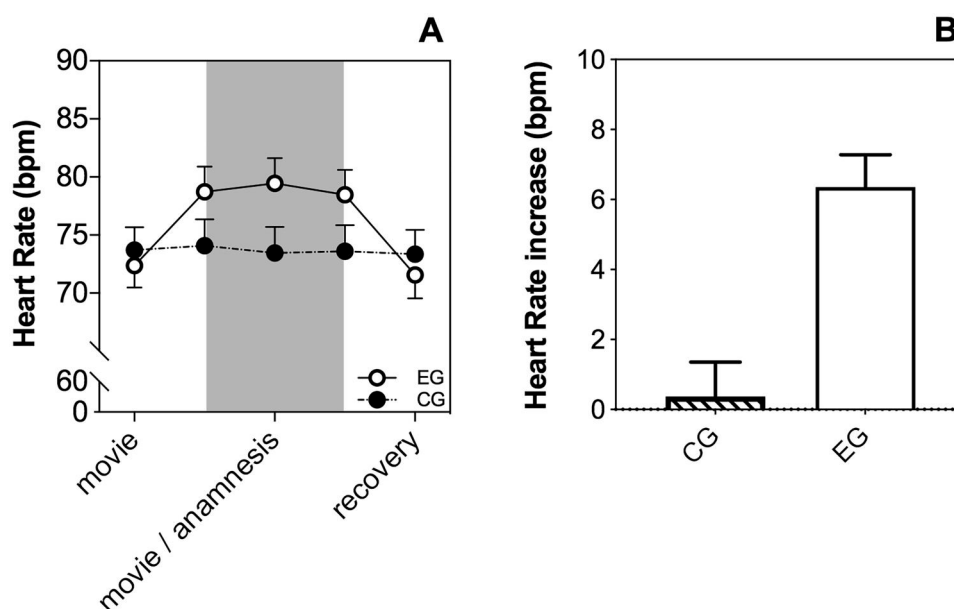 A
Heart Rate (bpm)
90
85
80
75
70
60
0
EG
CG
movie
movie / anamnesis
recovery
B
Heart Rate increase (bpm)
10
8
6
4
2
0
CG
EG